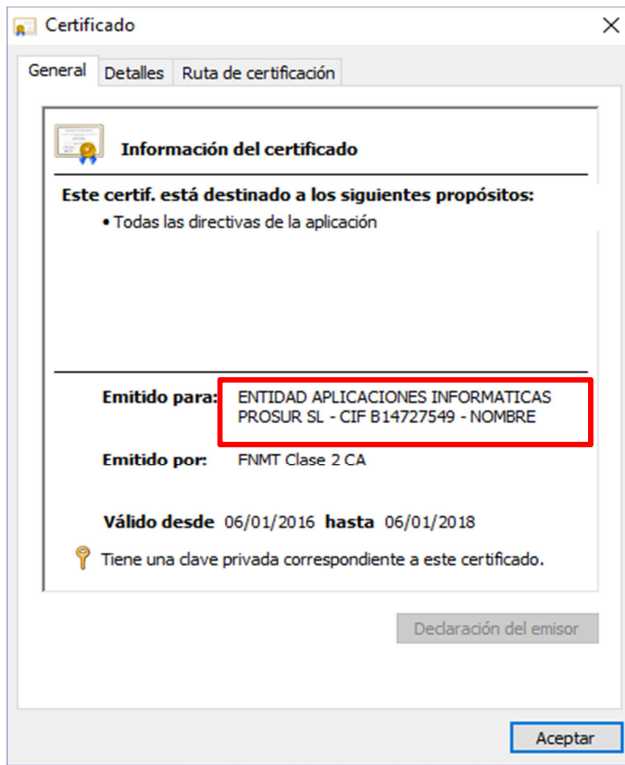 Certificado
General Detalles Ruta de certificación
Información del certificado
Este certif. está destinado a los siguientes propósitos:
• Todas las directivas de la aplicación
Emitido para: ENTIDAD APLICACIONES INFORMATICAS
PROSUR SL - CIF B14727549 - NOMBRE
Emitido por: FNMT Clase 2 CA
Válido desde 06/01/2016 hasta 06/01/2018
Tiene una clave privada correspondiente a este certificado.
Declaración del emisor
Aceptar